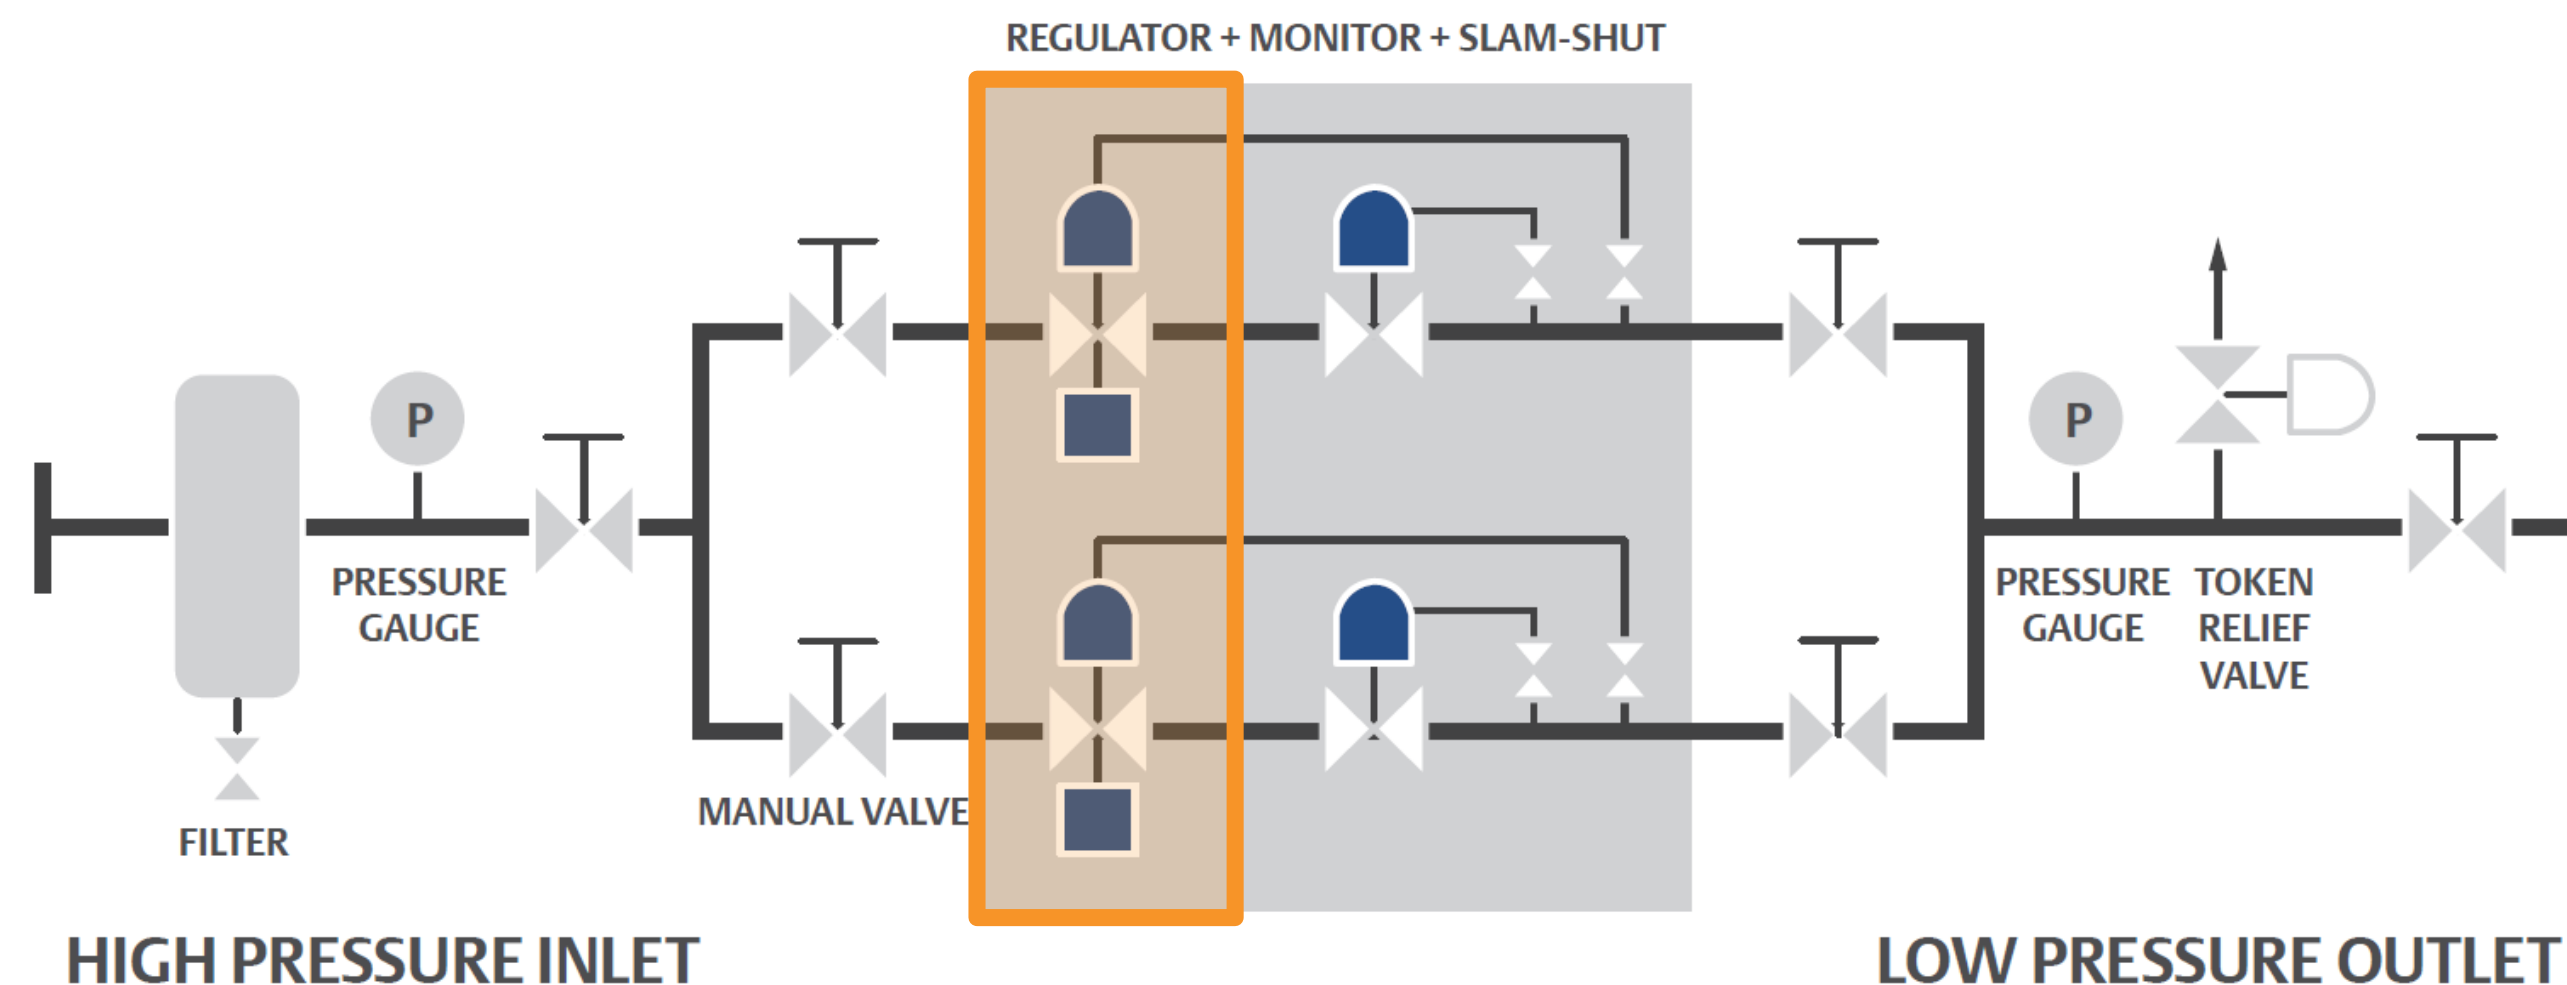 REGULATOR + MONITOR + SLAM-SHUT
P
P
PRESSURE
GAUGE
PRESSURE
GAUGE
TOKEN
RELIEF
VALVE
MANUAL VALVE
FILTER
HIGH PRESSURE INLET
LOW PRESSURE OUTLET